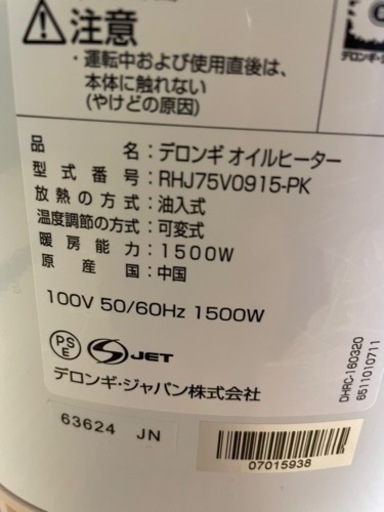 注意
・運転中および使用直後は、
本体に触れない
(やけどの原因)
品名：デロンギ オイルヒーター
型式番号：RHJ75V0915-PK
放熱の方式：油入式
温度調節の方式：可変式
暖房能力：1500W
原産国：中国
100V 50/60Hz 1500W
PSE
JET
デロンギ・ジャパン株式会社
63624 JN
07015938
DHRC-160320
6511010711